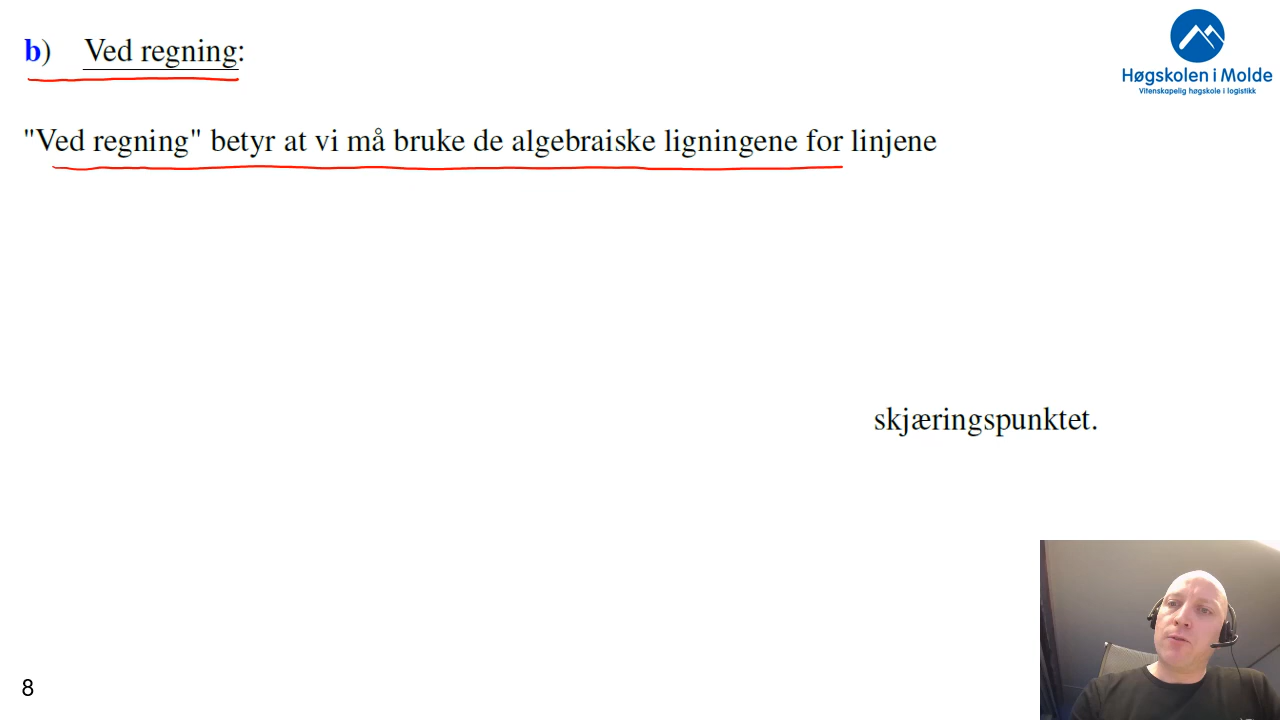 b) Ved regning:
Høgskolen i Molde
Vitenskapelig høgskole i logistikk
"Ved regning" betyr at vi må bruke de algebraiske ligningene for linjene
skjæringspunktet.
8